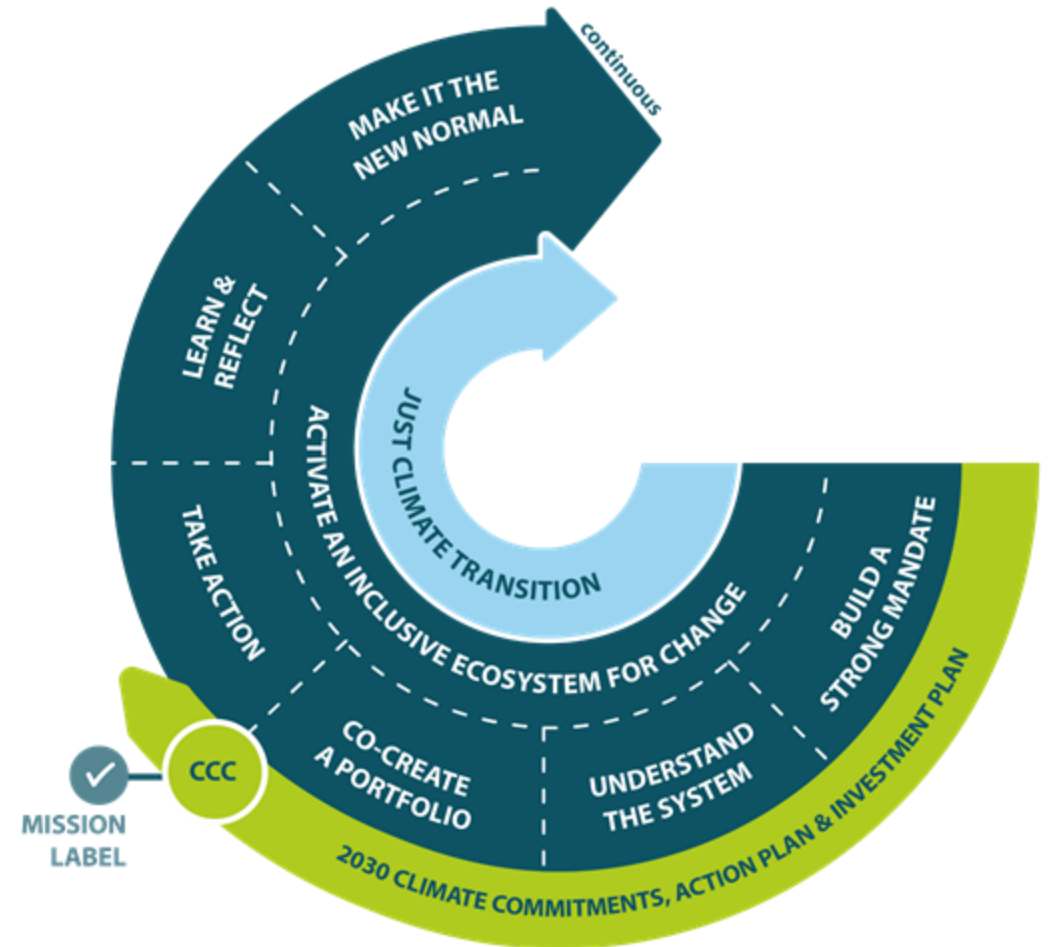 continuous
MAKE IT THE
NEW NORMAL
LEARN &
REFLECT
TAKE ACTION
CO-CREATE
A PORTFOLIO
UNDERSTAND
THE SYSTEM
BUILD A
STRONG MANDATE
ACTIVATE AN INCLUSIVE ECOSYSTEM FOR CHANGE
JUST CLIMATE TRANSITION
2030 CLIMATE COMMITMENTS, ACTION PLAN & INVESTMENT PLAN
CCC
MISSION
LABEL